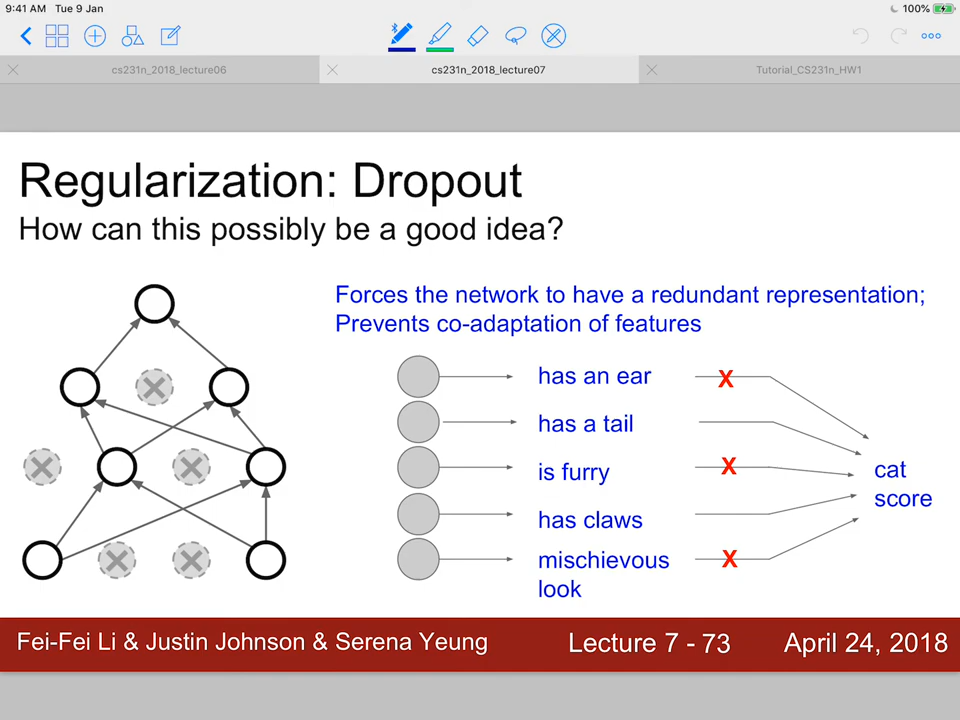 9:41 AM Tue 9 Jan
100%
cs231n_2018_lecture06
cs231n_2018_lecture07
Tutorial_CS231n_HW1
Regularization: Dropout
How can this possibly be a good idea?
Forces the network to have a redundant representation;
Prevents co-adaptation of features
has an ear
X
has a tail
is furry
X
cat
score
has claws
mischievous
look
X
Fei-Fei Li & Justin Johnson & Serena Yeung
Lecture 7 - 73
April 24, 2018